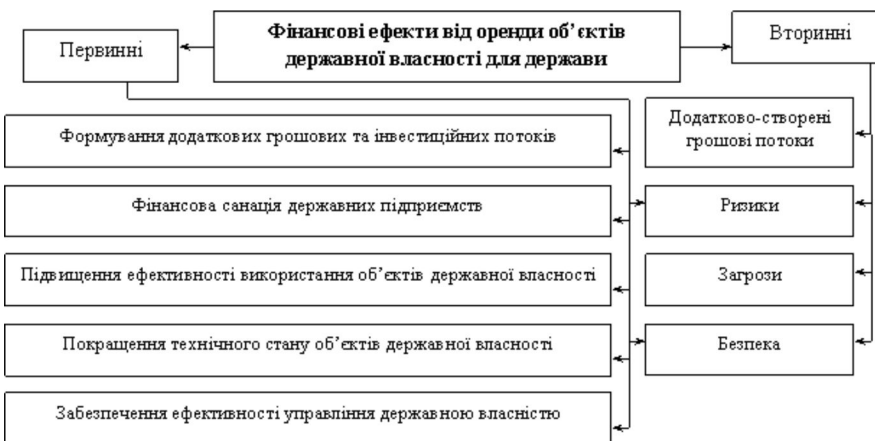 Фінансові ефекти від оренди об’єктів
державної власності для держави
Первинні
Вторинні
Формування додаткових грошових та інвестиційних потоків
Фінансова санація державних підприємств
Підвищення ефективності використання об’єктів державної власності
Покращення технічного стану об’єктів державної власності
Забезпечення ефективності управління державною власністю
Додатково-створені
грошові потоки
Ризики
Загрози
Безпека